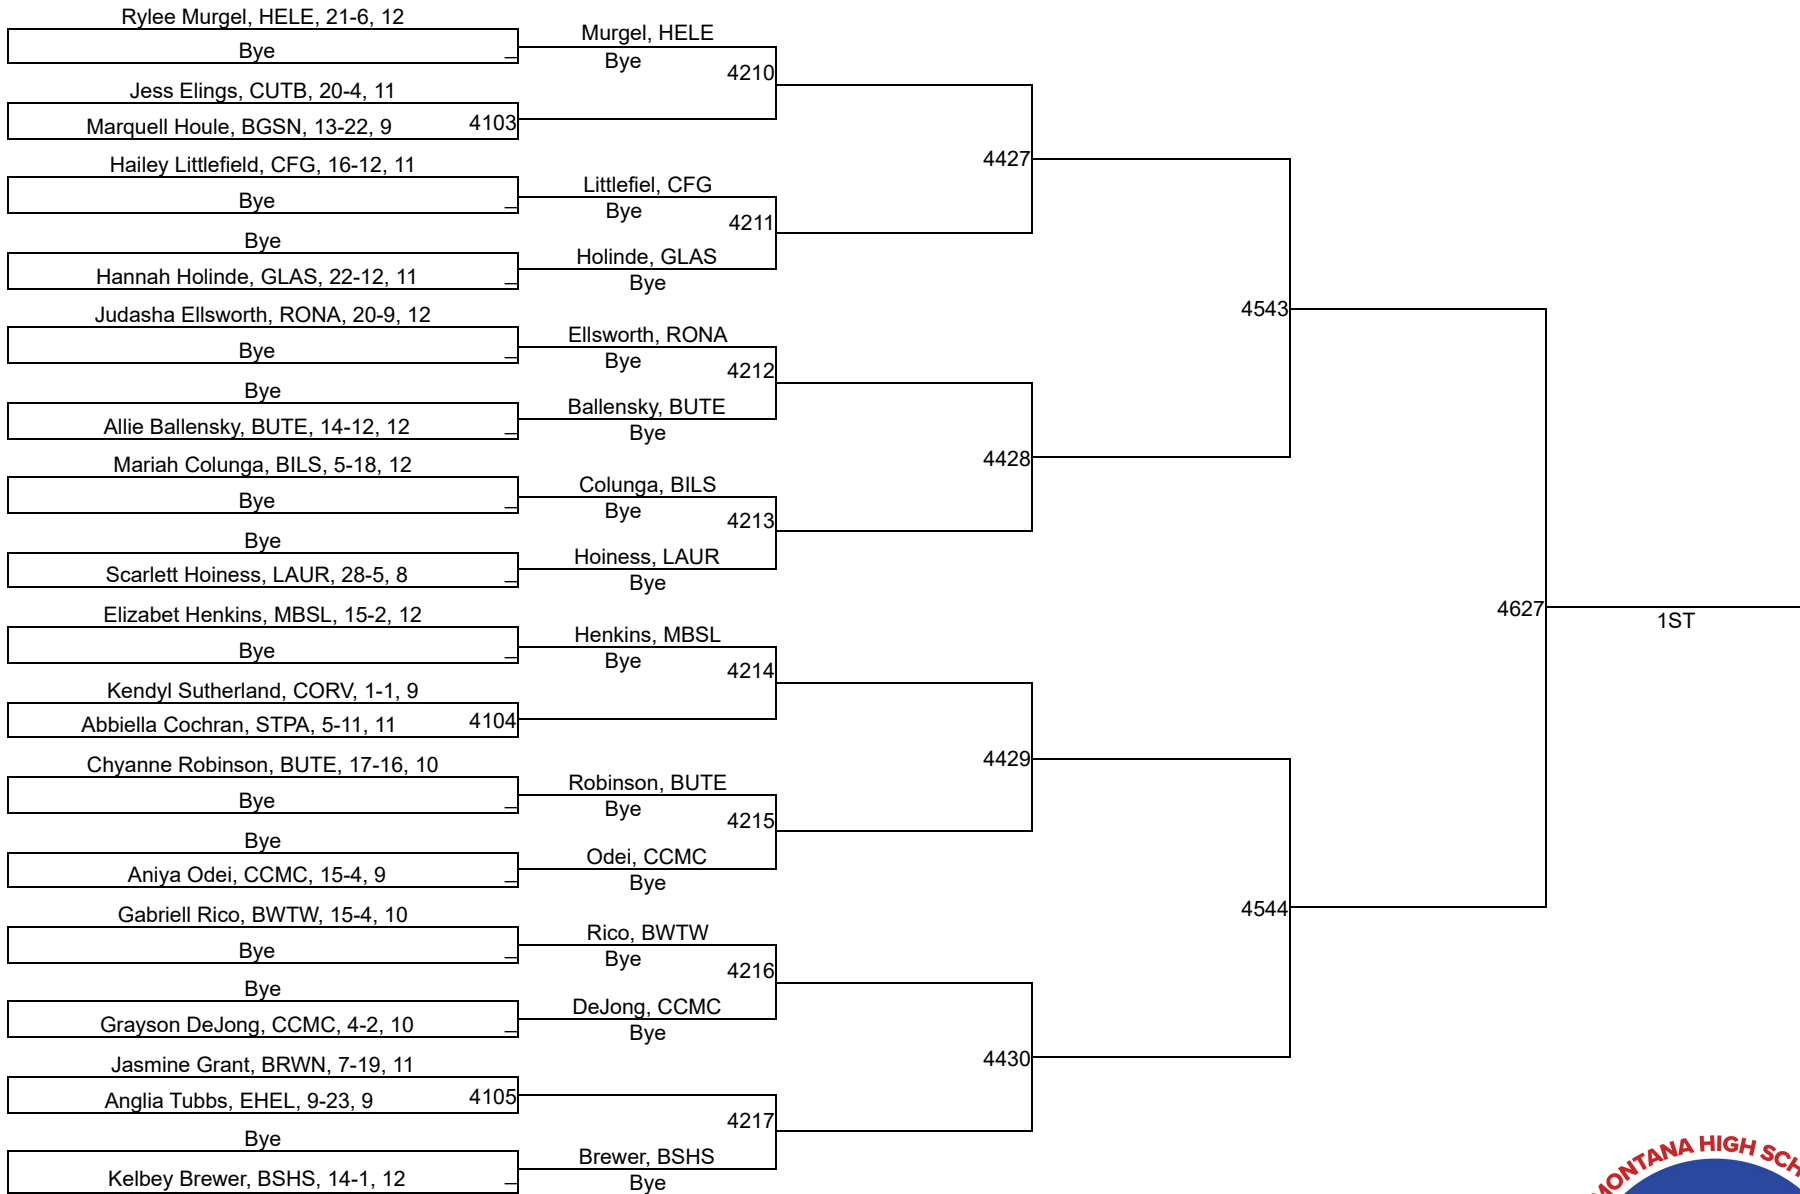 Rylee Murgel, HELE, 21-6, 12
Bye _
Murgel, HELE
Bye
4210
Jess Elings, CUTB, 20-4, 11
Marquell Houle, BGSN, 13-22, 9 4103
4427
Hailey Littlefield, CFG, 16-12, 11
Bye _
Littlefiel, CFG
Bye
4211
Bye
Hannah Holinde, GLAS, 22-12, 11 _
Holinde, GLAS
Bye
4543
Judasha Ellsworth, RONA, 20-9, 12
Bye _
Ellsworth, RONA
Bye
4212
Bye
Allie Ballensky, BUTE, 14-12, 12 _
Ballensky, BUTE
Bye
4428
Mariah Colunga, BILS, 5-18, 12
Bye _
Colunga, BILS
Bye
4213
Bye
Scarlett Hoiness, LAUR, 28-5, 8 _
Hoiness, LAUR
Bye
4627
1ST
Elizabet Henkins, MBSL, 15-2, 12
Bye _
Henkins, MBSL
Bye
4214
Kendyl Sutherland, CORV, 1-1, 9
Abbiella Cochran, STPA, 5-11, 11 4104
4429
Chyanne Robinson, BUTE, 17-16, 10
Bye _
Robinson, BUTE
Bye
4215
Bye
Aniya Odei, CCMC, 15-4, 9 _
Odei, CCMC
Bye
4544
Gabriell Rico, BWTW, 15-4, 10
Bye _
Rico, BWTW
Bye
4216
Bye
Grayson DeJong, CCMC, 4-2, 10 _
DeJong, CCMC
Bye
4430
Jasmine Grant, BRWN, 7-19, 11
Anglia Tubbs, EHEL, 9-23, 9 4105
4217
Bye
Kelbey Brewer, BSHS, 14-1, 12 _
Brewer, BSHS
Bye
MONTANA HIGH SCH